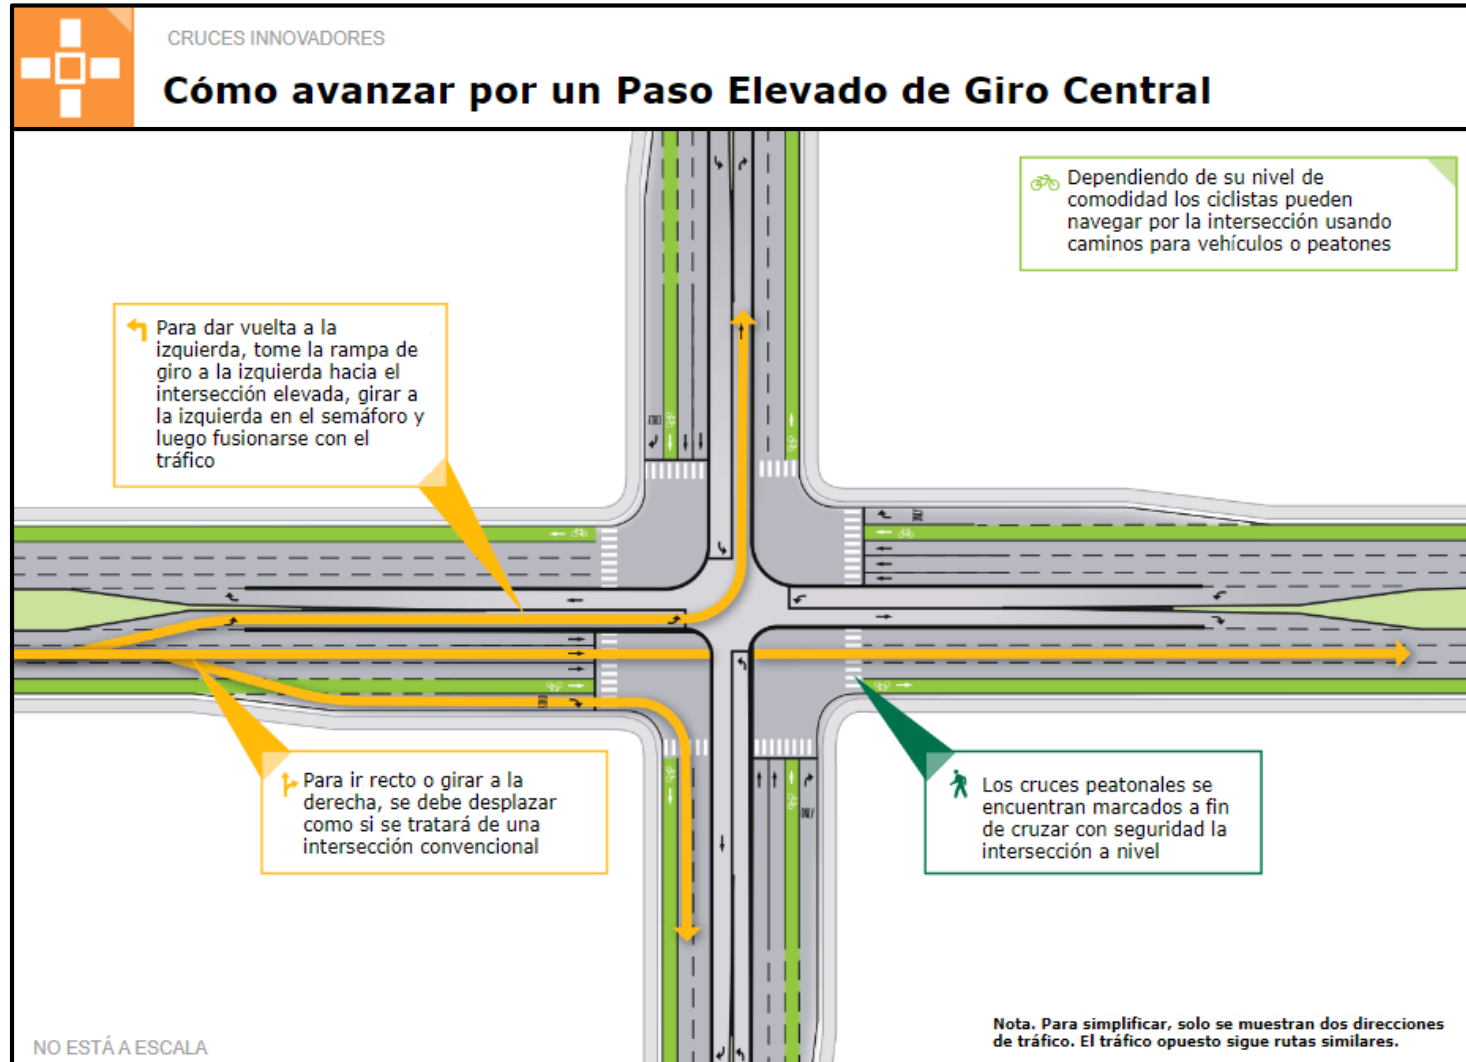 CRUCES INNOVADORES
Cómo avanzar por un Paso Elevado de Giro Central
Dependiendo de su nivel de
comodidad los ciclistas pueden
navegar por la intersección usando
caminos para vehículos o peatones
Para dar vuelta a la
izquierda, tome la rampa de
giro a la izquierda hacia el
intersección elevada, girar a
la izquierda en el semáforo y
luego fusionarse con el
tráfico
ONLY
ONLY
ONLY
ONLY
Para ir recto o girar a la
derecha, se debe desplazar
como si se tratará de una
intersección convencional
Los cruces peatonales se
encuentran marcados a fin
de cruzar con seguridad la
intersección a nivel
Nota. Para simplificar, solo se muestran dos direcciones
de tráfico. El tráfico opuesto sigue rutas similares.
NO ESTÁ A ESCALA